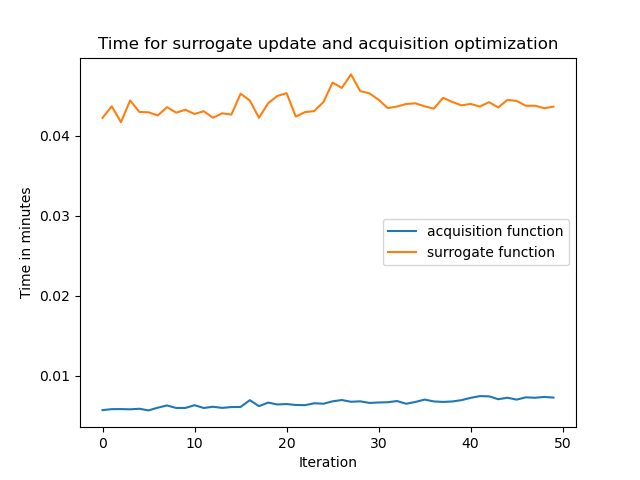 Time for surrogate update and acquisition optimization
Time in minutes
0.04
0.03
0.02
0.01
acquisition function
surrogate function
0 10 20 30 40 50
Iteration